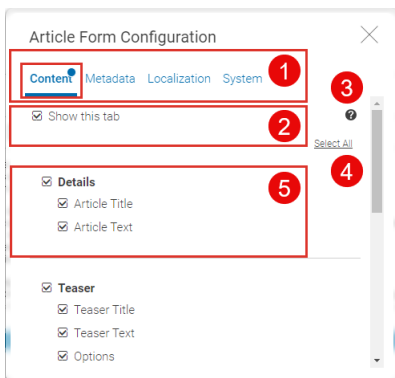 Article Form Configuration
Content Metadata Localization System
1
3
Show this tab
2
?
Select All
4
Details
5
Article Title
Article Text
Teaser
Teaser Title
Teaser Text
Options